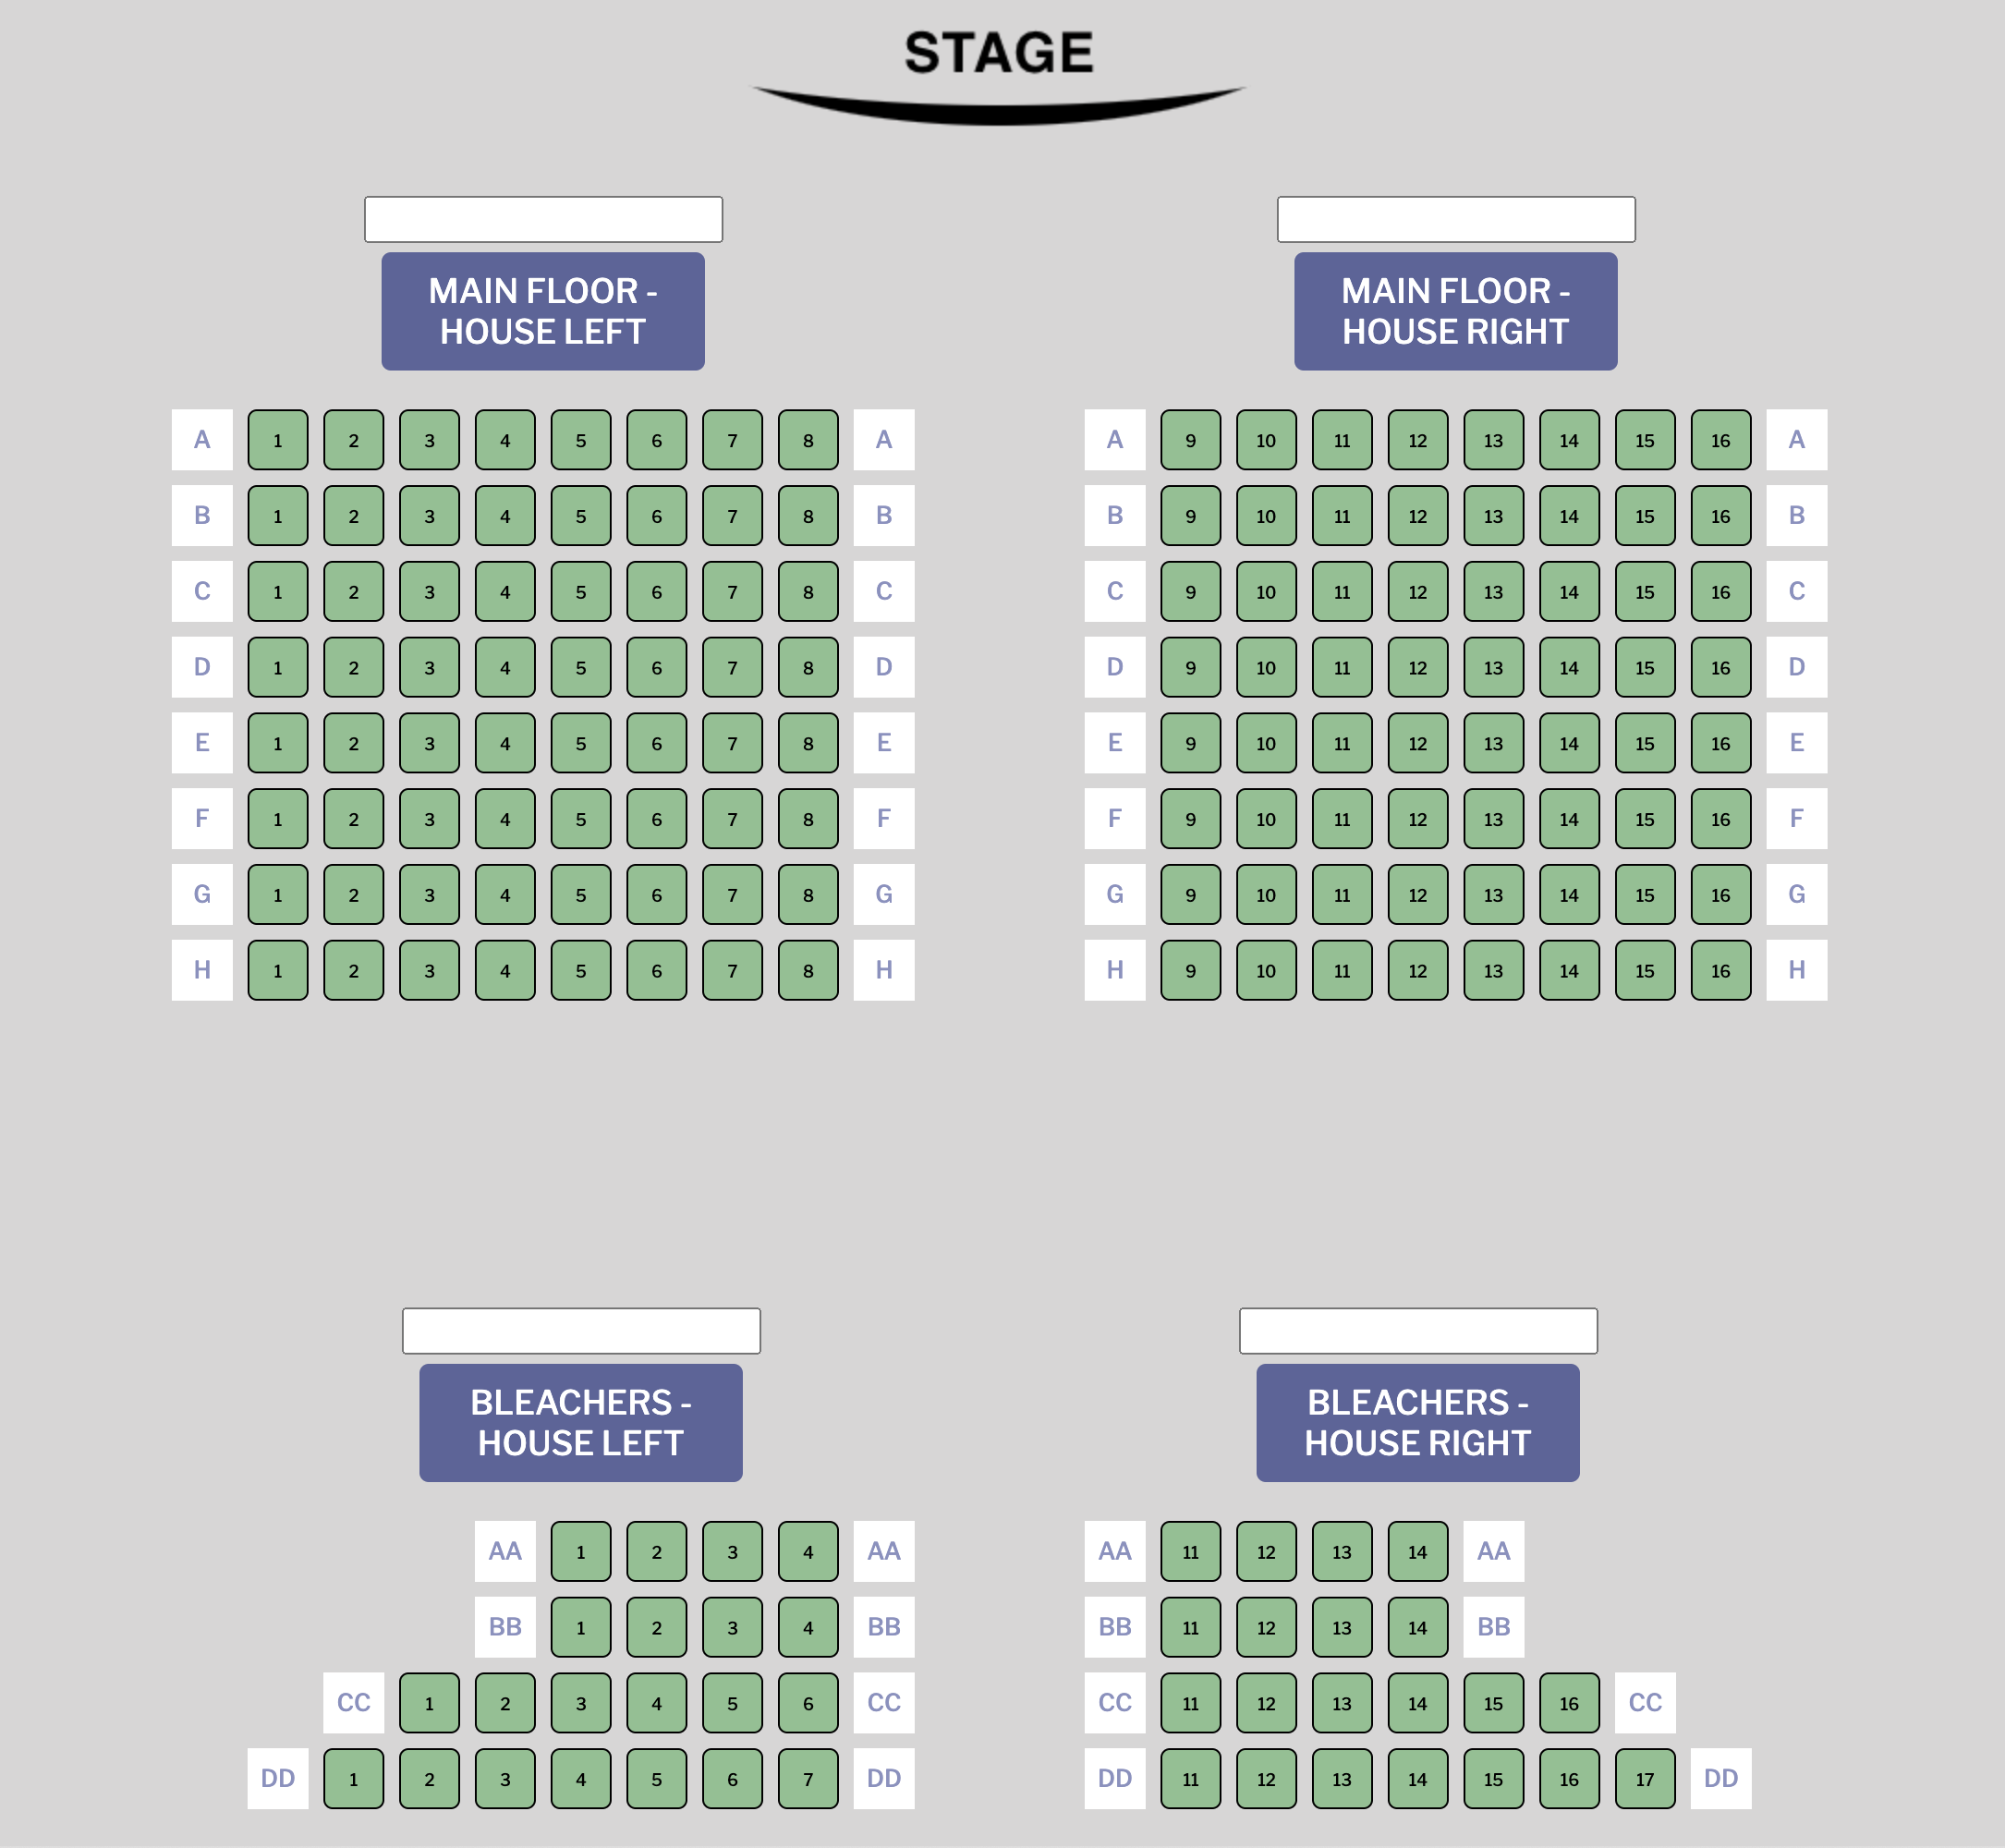 STAGE
MAIN FLOOR -
HOUSE LEFT
MAIN FLOOR -
HOUSE RIGHT
A 1 2 3 4 5 6 7 8 A A 9 10 11 12 13 14 15 16 A
B 1 2 3 4 5 6 7 8 B B 9 10 11 12 13 14 15 16 B
C 1 2 3 4 5 6 7 8 C C 9 10 11 12 13 14 15 16 C
D 1 2 3 4 5 6 7 8 D D 9 10 11 12 13 14 15 16 D
E 1 2 3 4 5 6 7 8 E E 9 10 11 12 13 14 15 16 E
F 1 2 3 4 5 6 7 8 F F 9 10 11 12 13 14 15 16 F
G 1 2 3 4 5 6 7 8 G G 9 10 11 12 13 14 15 16 G
H 1 2 3 4 5 6 7 8 H H 9 10 11 12 13 14 15 16 H
BLEACHERS -
HOUSE LEFT
BLEACHERS -
HOUSE RIGHT
AA 1 2 3 4 AA AA 11 12 13 14 AA
BB 1 2 3 4 BB BB 11 12 13 14 BB
CC 1 2 3 4 5 6 CC CC 11 12 13 14 15 16 CC
DD 1 2 3 4 5 6 7 DD DD 11 12 13 14 15 16 17 DD